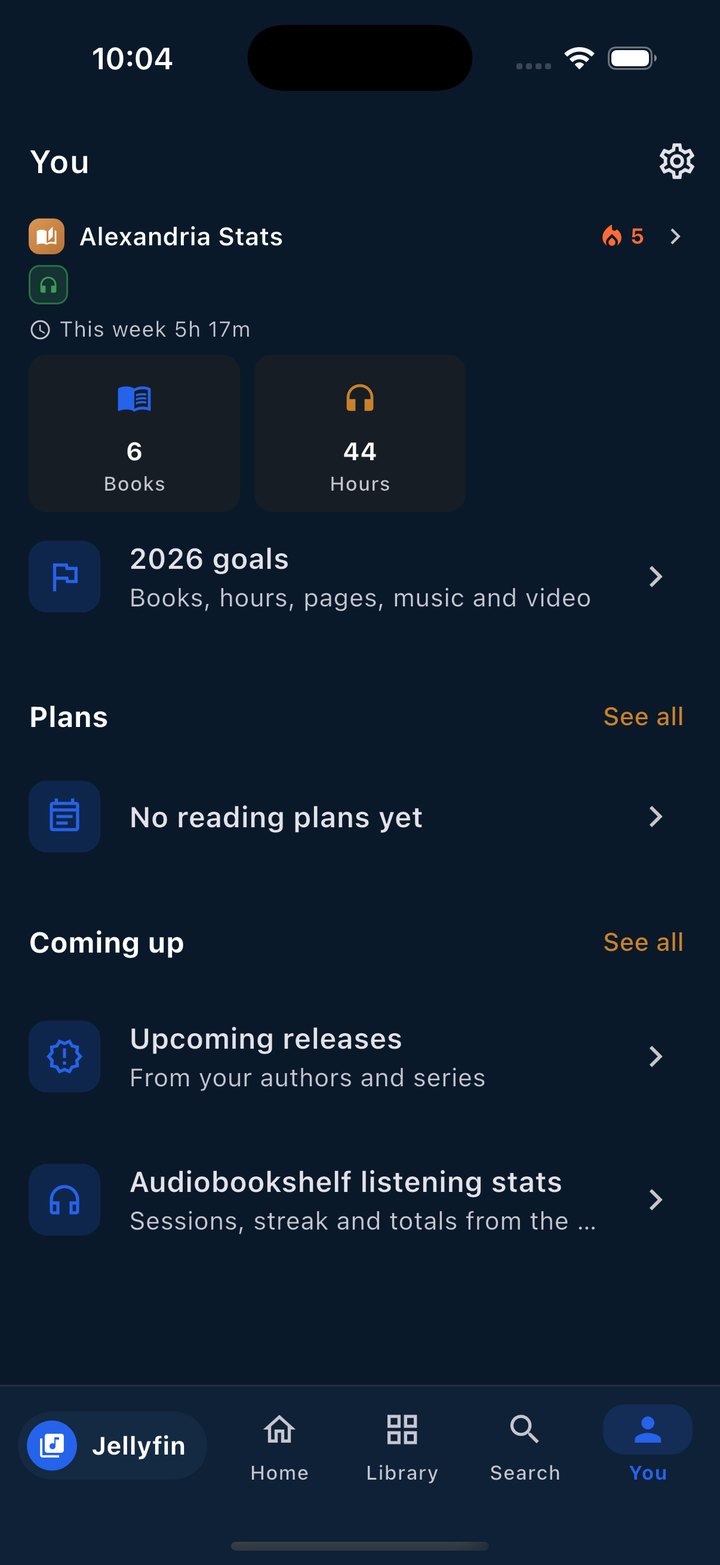 10:04
You
Alexandria Stats
5
This week 5h 17m
6
Books
44
Hours
2026 goals
Books, hours, pages, music and video
Plans
See all
No reading plans yet
Coming up
See all
Upcoming releases
From your authors and series
Audiobookshelf listening stats
Sessions, streak and totals from the ...
Jellyfin
Home
Library
Search
You